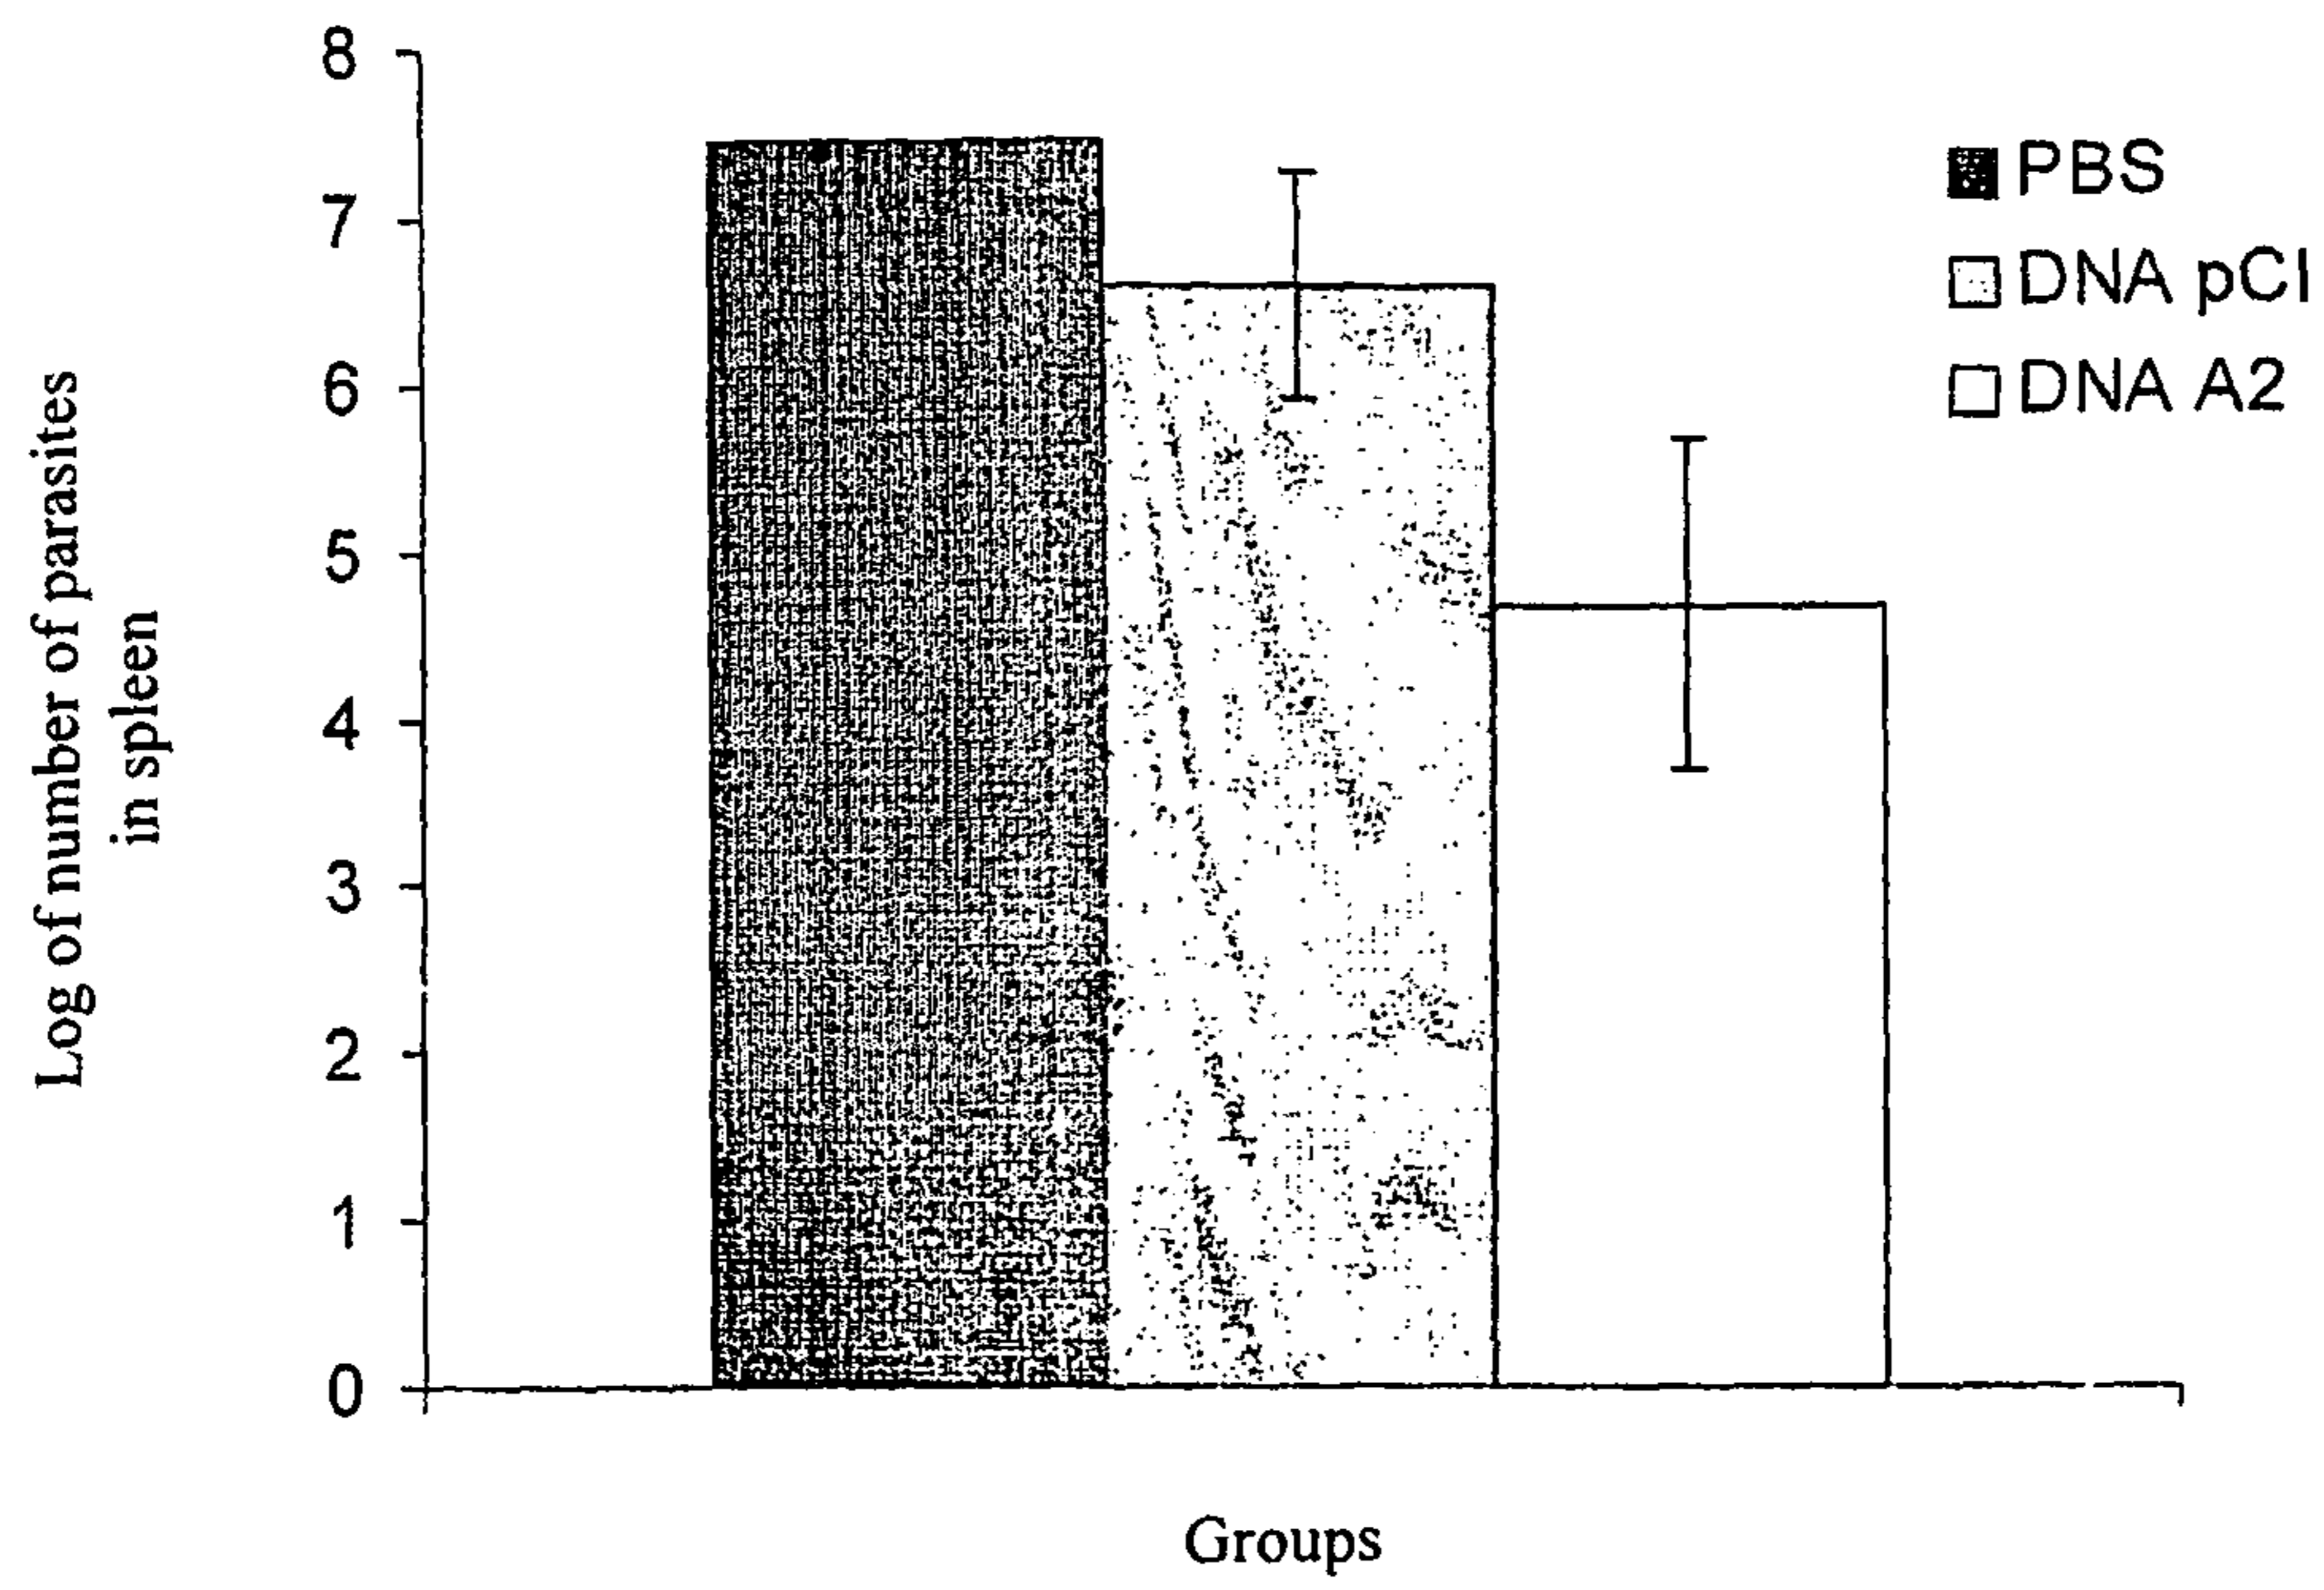 8
7
6
5
4
3
2
1
0
Log of number of parasites
in spleen
Groups
PBS
DNA pCI
DNA A2